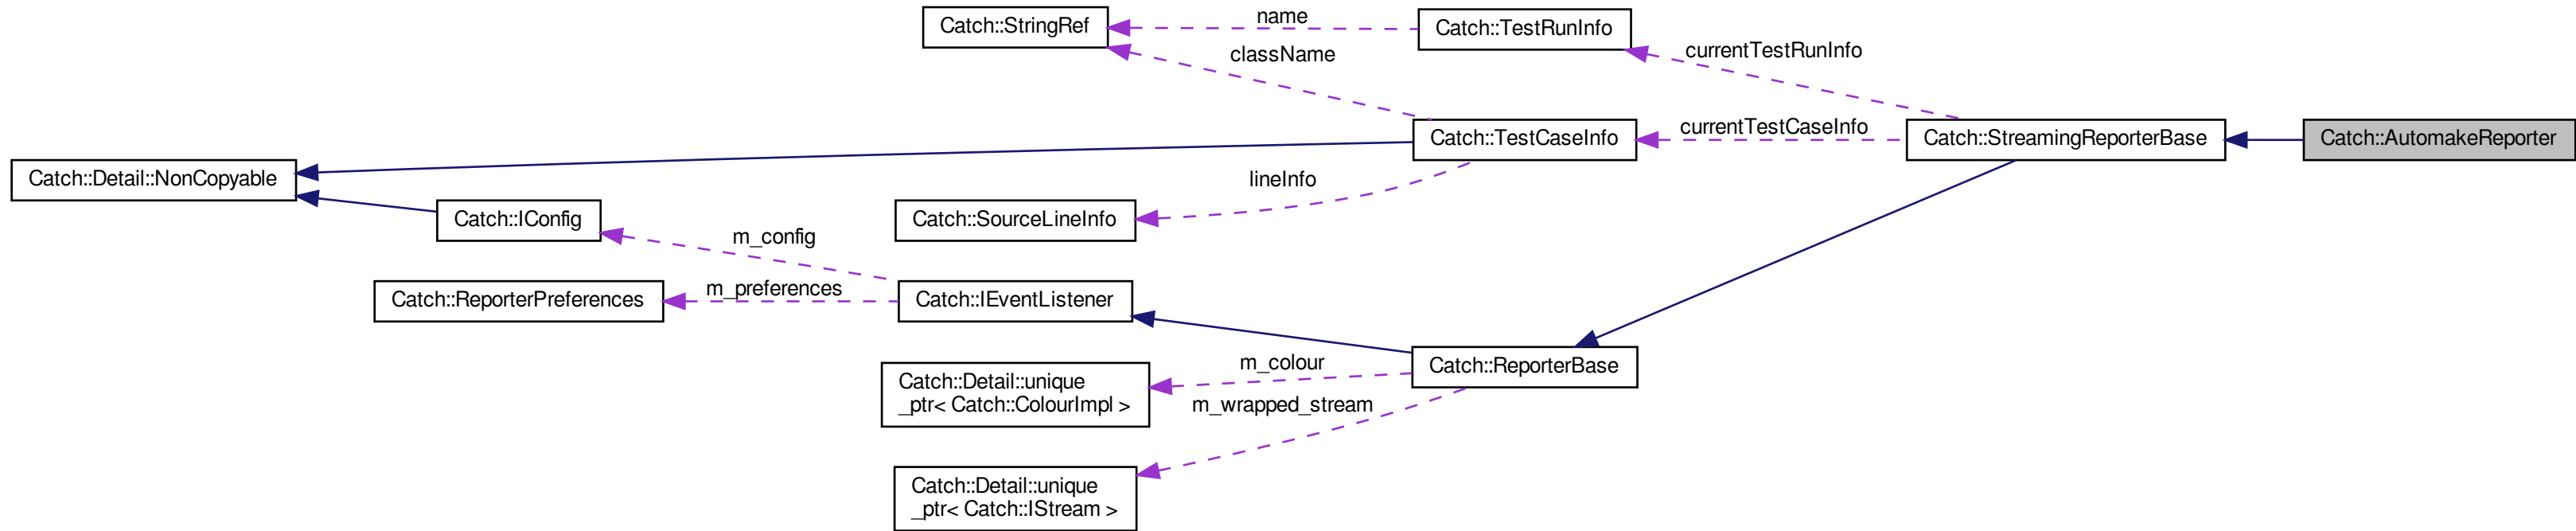 Catch::StringRef
name
Catch::TestRunInfo
className
currentTestRunInfo
Catch::TestCaseInfo
currentTestCaseInfo
Catch::StreamingReporterBase
Catch::AutomakeReporter
Catch::Detail::NonCopyable
lineInfo
Catch::IConfig
Catch::SourceLineInfo
m_config
Catch::ReporterPreferences
m_preferences
Catch::IEventListener
m_colour
Catch::ReporterBase
Catch::Detail::unique
_ptr< Catch::ColourImpl >
m_wrapped_stream
Catch::Detail::unique
_ptr< Catch::IStream >